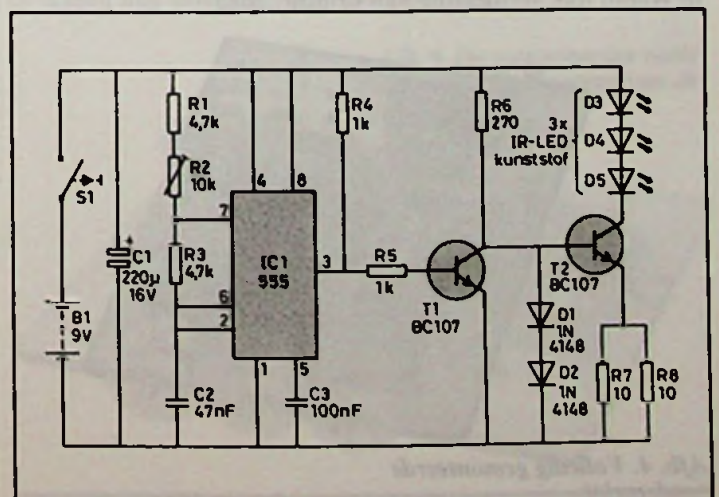 R1
4,7k
R2
10k
R3
4,7k
R4
1k
R5
1k
R6
270
3x
IR-LED
kunststof
D3
D4
D5
S1
C1
220µ
16V
+
B1
9V
4
8
7
6
2
3
1
5
IC1
555
C2
47nF
C3
100nF
T1
BC107
T2
BC107
D1
1N
4148
D2
1N
4148
R7
10
R8
10